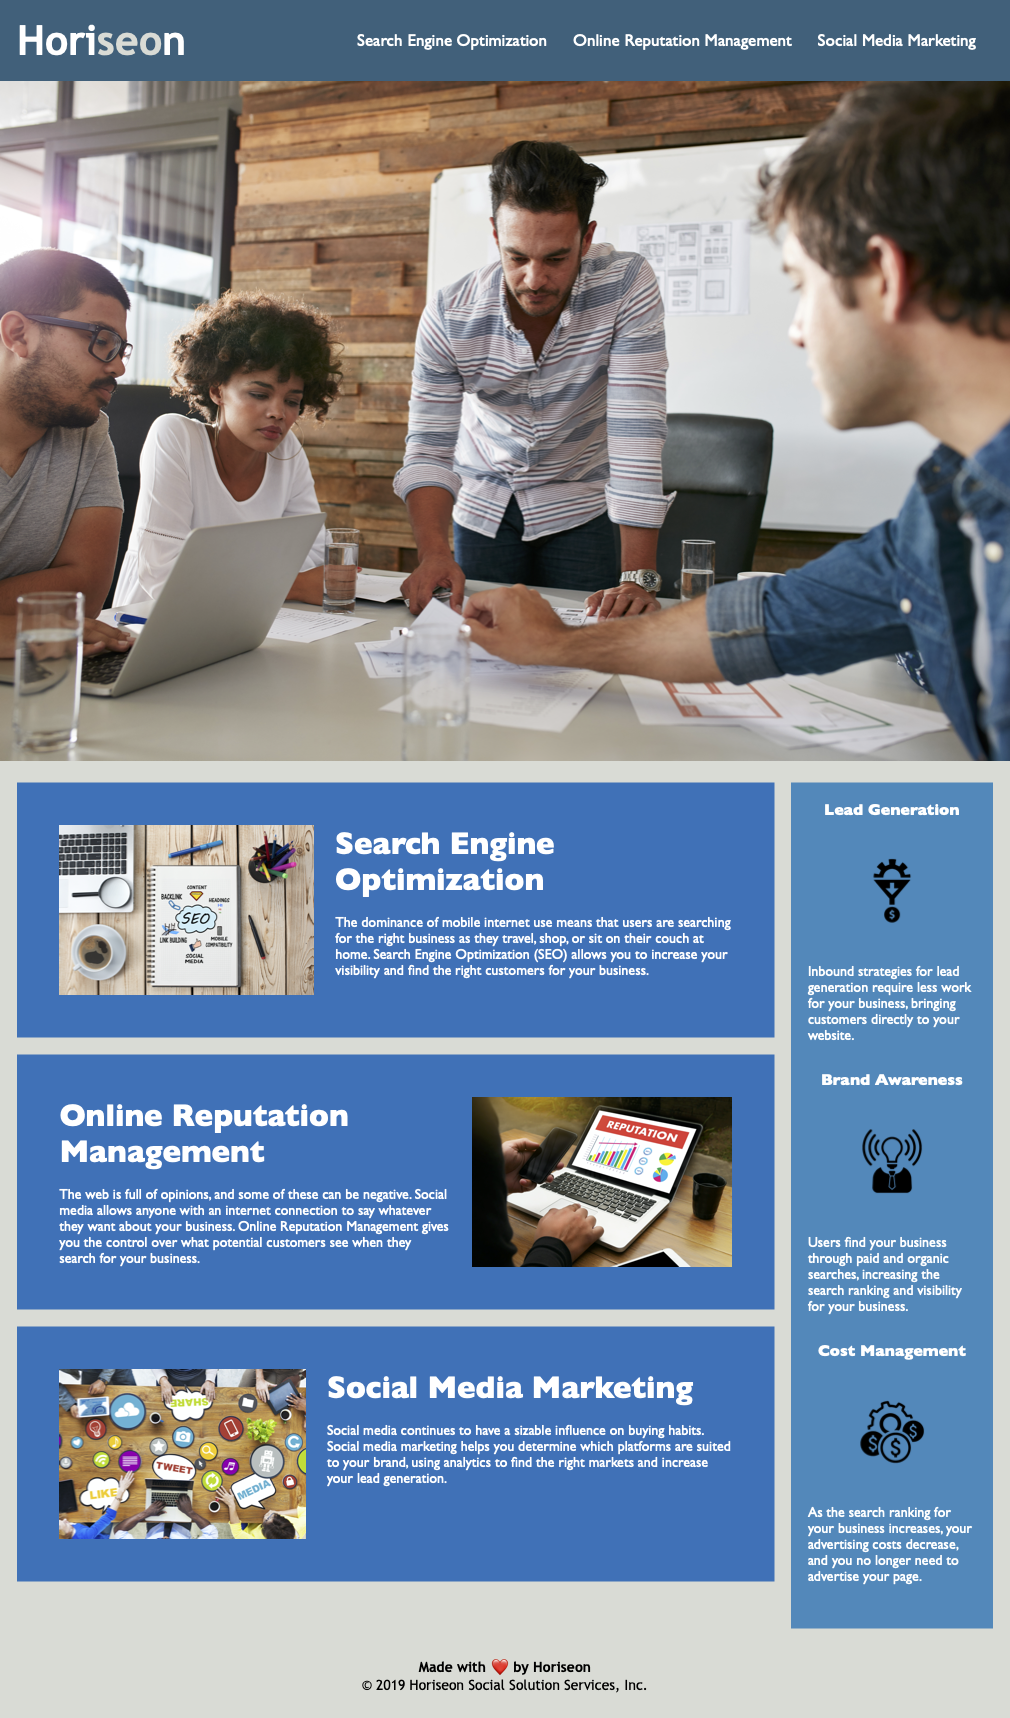 Horiseon
Search Engine Optimization
Online Reputation Management
Social Media Marketing
Search Engine
Optimization
The dominance of mobile internet use means that users are searching
for the right business as they travel, shop, or sit on their couch at
home. Search Engine Optimization (SEO) allows you to increase your
visibility and find the right customers for your business.
CONTENT
BACKLINK
HEADINGS
SEO
LINK BUILDING
MOBILE
COMPATIBILITY
SOCIAL
MEDIA
Online Reputation
Management
The web is full of opinions, and some of these can be negative. Social
media allows anyone with an internet connection to say whatever
they want about your business. Online Reputation Management gives
you the control over what potential customers see when they
search for your business.
REPUTATION
Social Media Marketing
Social media continues to have a sizable influence on buying habits.
Social media marketing helps you determine which platforms are suited
to your brand, using analytics to find the right markets and increase
your lead generation.
SHARE
TWEET
LIKE
MEDIA
Lead Generation
$
Inbound strategies for lead
generation require less work
for your business, bringing
customers directly to your
website.
Brand Awareness
Users find your business
through paid and organic
searches, increasing the
search ranking and visibility
for your business.
Cost Management
$ $ $
As the search ranking for
your business increases, your
advertising costs decrease,
and you no longer need to
advertise your page.
Made with ❤️ by Horiseon
© 2019 Horiseon Social Solution Services, Inc.